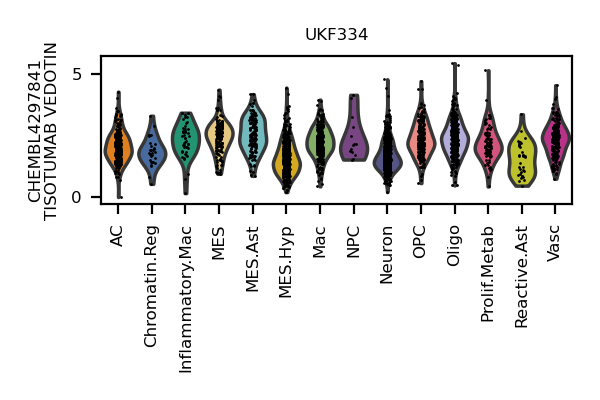 UKF334
CHEMBL4297841
TISOTUMAB VEDOTIN
5
0
AC
Chromatin.Reg
Inflammatory.Mac
MES
MES.Ast
MES.Hyp
Mac
NPC
Neuron
OPC
Oligo
Prolif.Metab
Reactive.Ast
Vasc